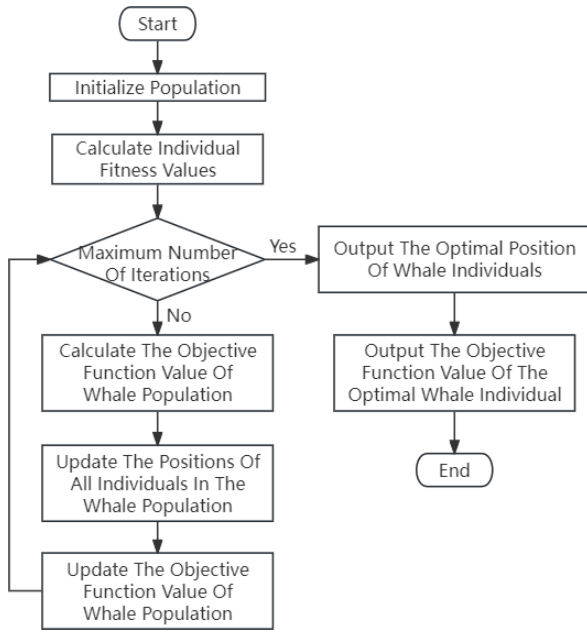 Start
Initialize Population
Calculate Individual
Fitness Values
Maximum Number
Of Iterations
Yes
No
Output The Optimal Position
Of Whale Individuals
Calculate The Objective
Function Value Of
Whale Population
Output The Objective
Function Value Of The
Optimal Whale Individual
Update The Positions Of
All Individuals In The
Whale Population
End
Update The Objective
Function Value Of
Whale Population